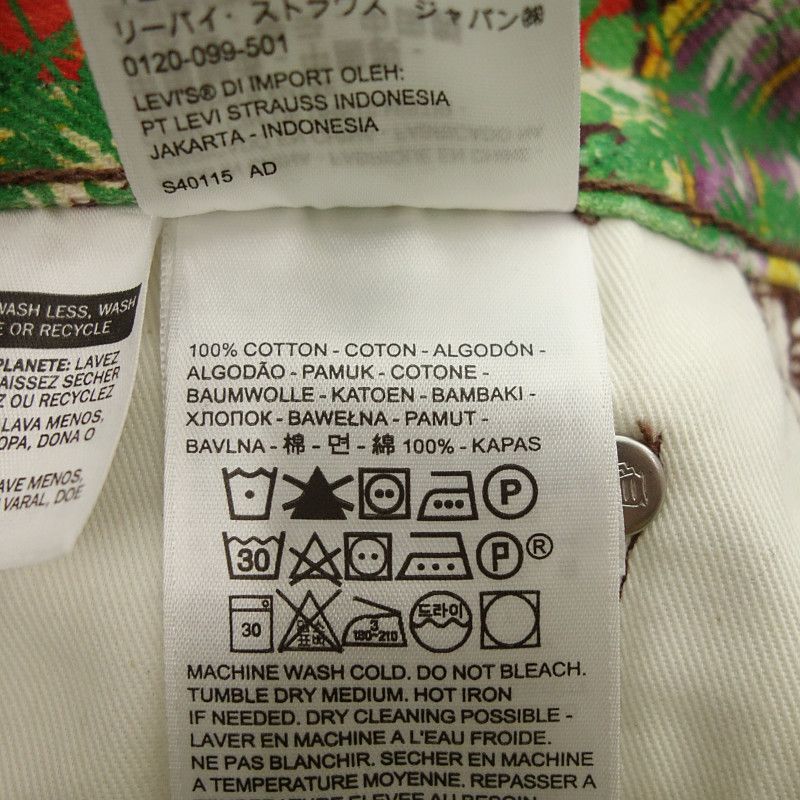 リーバイ・ストラウス ジャパン㈱
0120-099-501
LEVI'S® DI IMPORT OLEH:
PT LEVI STRAUSS INDONESIA
JAKARTA - INDONESIA
S40115 AD
WASH LESS, WASH
OR RECYCLE
PLANETE: LAVEZ
SECHER
OU RECYCLEZ
LAVA MENOS,
DONA O
MENOS,
VARAL, DOE
100% COTTON - COTON - ALGODÓN -
ALGODÃO - PAMUK - COTONE -
BAUMWOLLE - KATOEN - BAMBAKI -
ХЛОПОК - BAWEŁNA - PAMUT -
BAVLNA - 棉 - 면 - 綿 100% - KAPAS
P
30 P ®
30 3 180~210 드라이
MACHINE WASH COLD. DO NOT BLEACH.
TUMBLE DRY MEDIUM. HOT IRON
IF NEEDED. DRY CLEANING POSSIBLE -
LAVER EN MACHINE A L'EAU FROIDE.
NE PAS BLANCHIR. SECHER EN MACHINE
A TEMPERATURE MOYENNE. REPASSER A